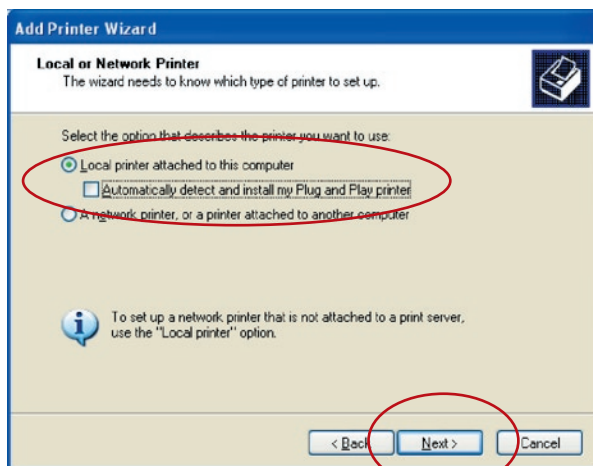 Add Printer Wizard
Local or Network Printer
The wizard needs to know which type of printer to set up.
Select the option that describes the printer you want to use:
Local printer attached to this computer
Automatically detect and install my Plug and Play printer
A network printer, or a printer attached to another computer
To set up a network printer that is not attached to a print server,
use the "Local printer" option.
< Back Next > Cancel